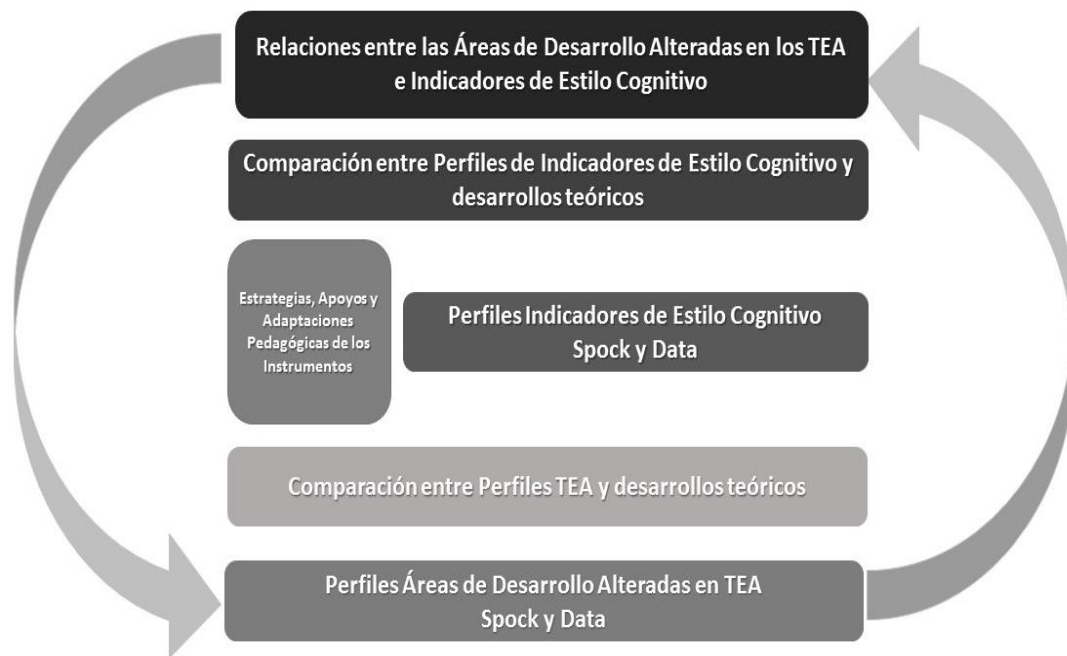 Relaciones entre las Áreas de Desarrollo Alteradas en los TEA
e Indicadores de Estilo Cognitivo
Comparación entre Perfiles de Indicadores de Estilo Cognitivo y
desarrollos teóricos
Estrategias, Apoyos y
Adaptaciones
Pedagógicas de los
Instrumentos
Perfiles Indicadores de Estilo Cognitivo
Spock y Data
Comparación entre Perfiles TEA y desarrollos teóricos
Perfiles Áreas de Desarrollo Alteradas en TEA
Spock y Data